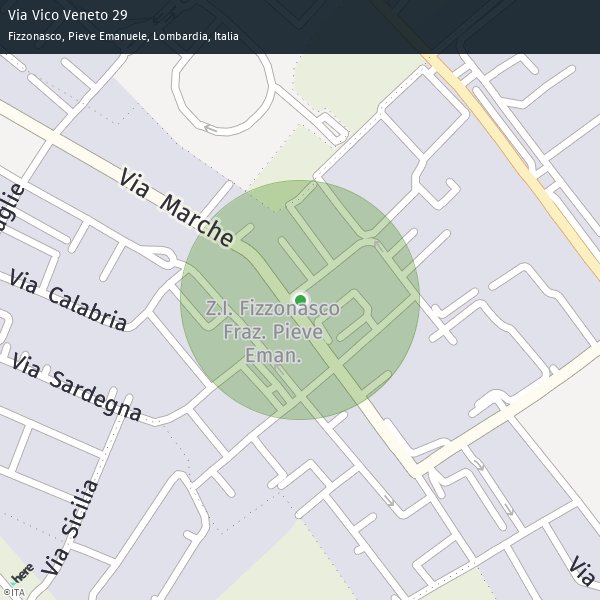 Via Vico Veneto 29
Fizzonasco, Pieve Emanuele, Lombardia, Italia
Via Marche
Via Calabria
Z.I. Fizzonasco
Fraz. Pieve
Eman.
Via Sardegna
Via Sicilia
Via
here
©ITA